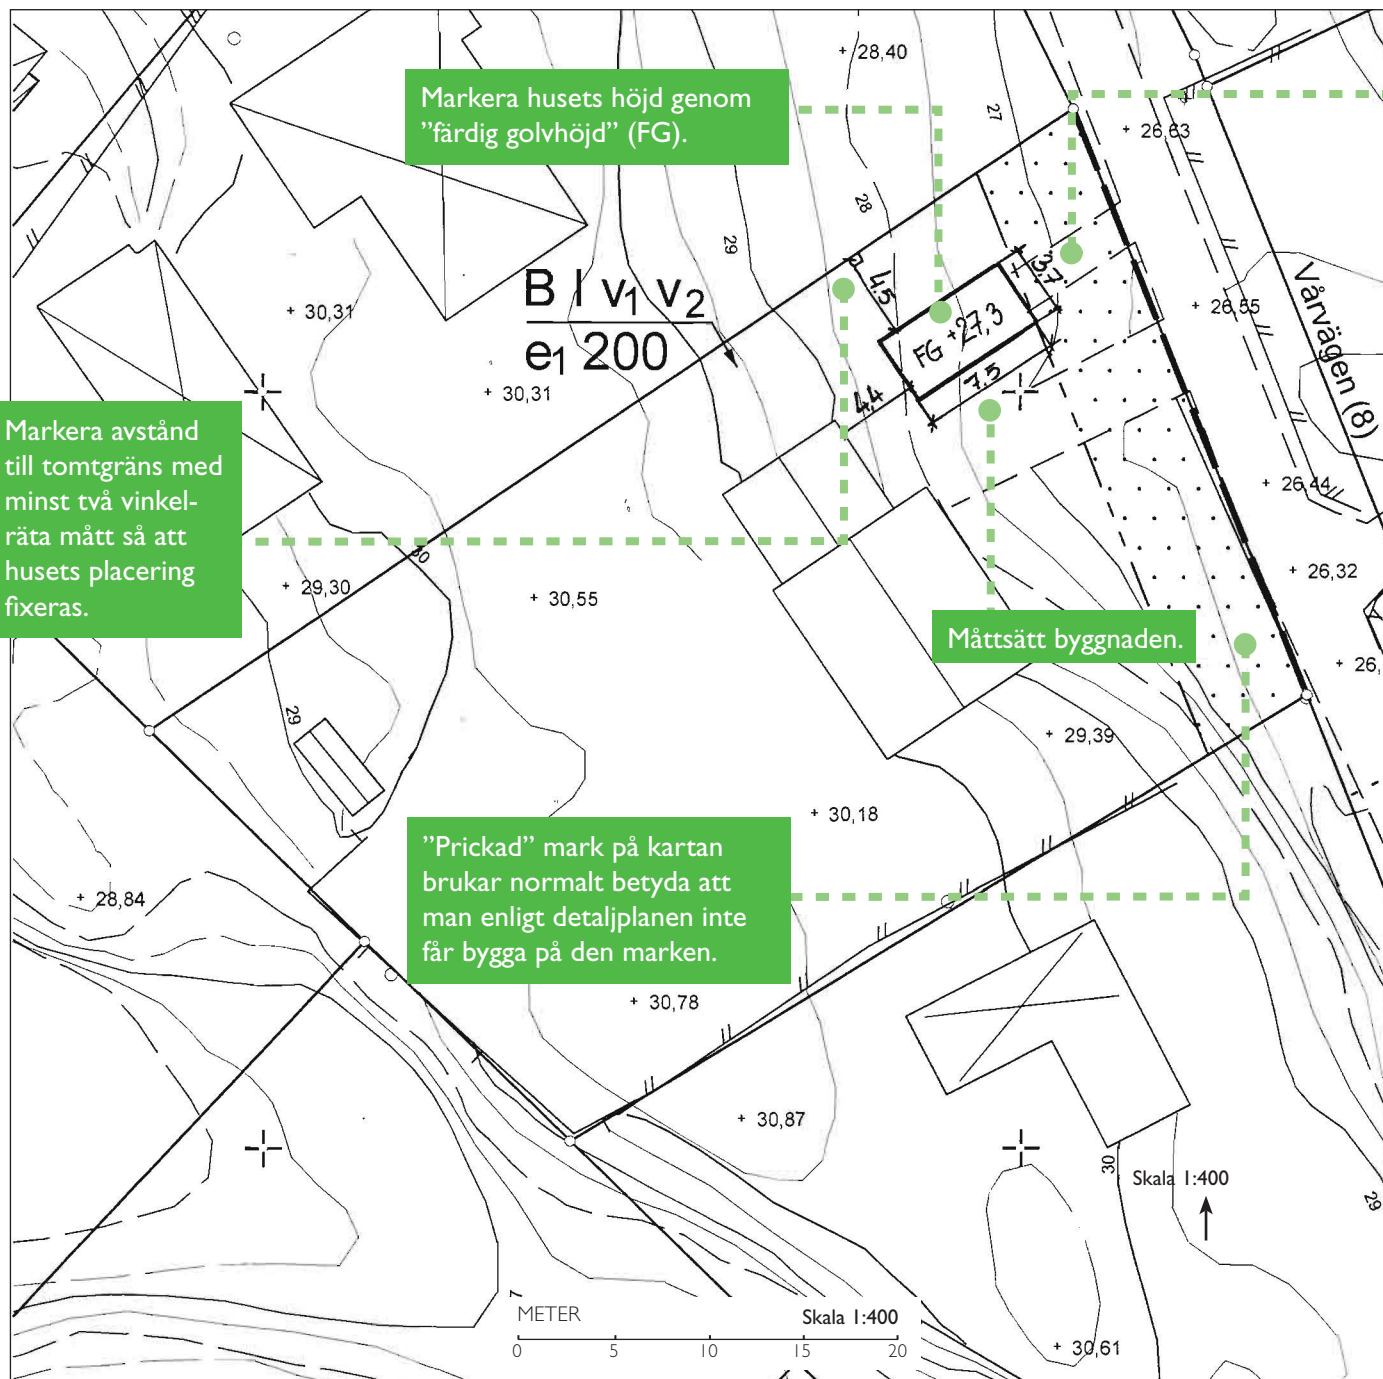 + 28,40
Markera husets höjd genom
”färdig golvhöjd” (FG).
27
+ 26,63
28
29
Vårvägen (8)
B I v1 v2
e1 200
+ 30,31
4.5
3.7
FG +27,3
7.5
4.4
+ 26,55
+ 30,31
Markera avstånd
till tomtgräns med
minst två vinkel-
räta mått så att
husets placering
fixeras.
+ 26,44
30
+ 29,30
+ 30,55
+ 26,32
Måttsätt byggnaden.
+ 26,
29
+ 29,39
+ 30,18
”Prickad” mark på kartan
brukar normalt betyda att
man enligt detaljplanen inte
får bygga på den marken.
+ 28,84
+ 30,78
+ 30,87
30
Skala 1:400
29
7
METER
Skala 1:400
0 5 10 15 20
+ 30,61